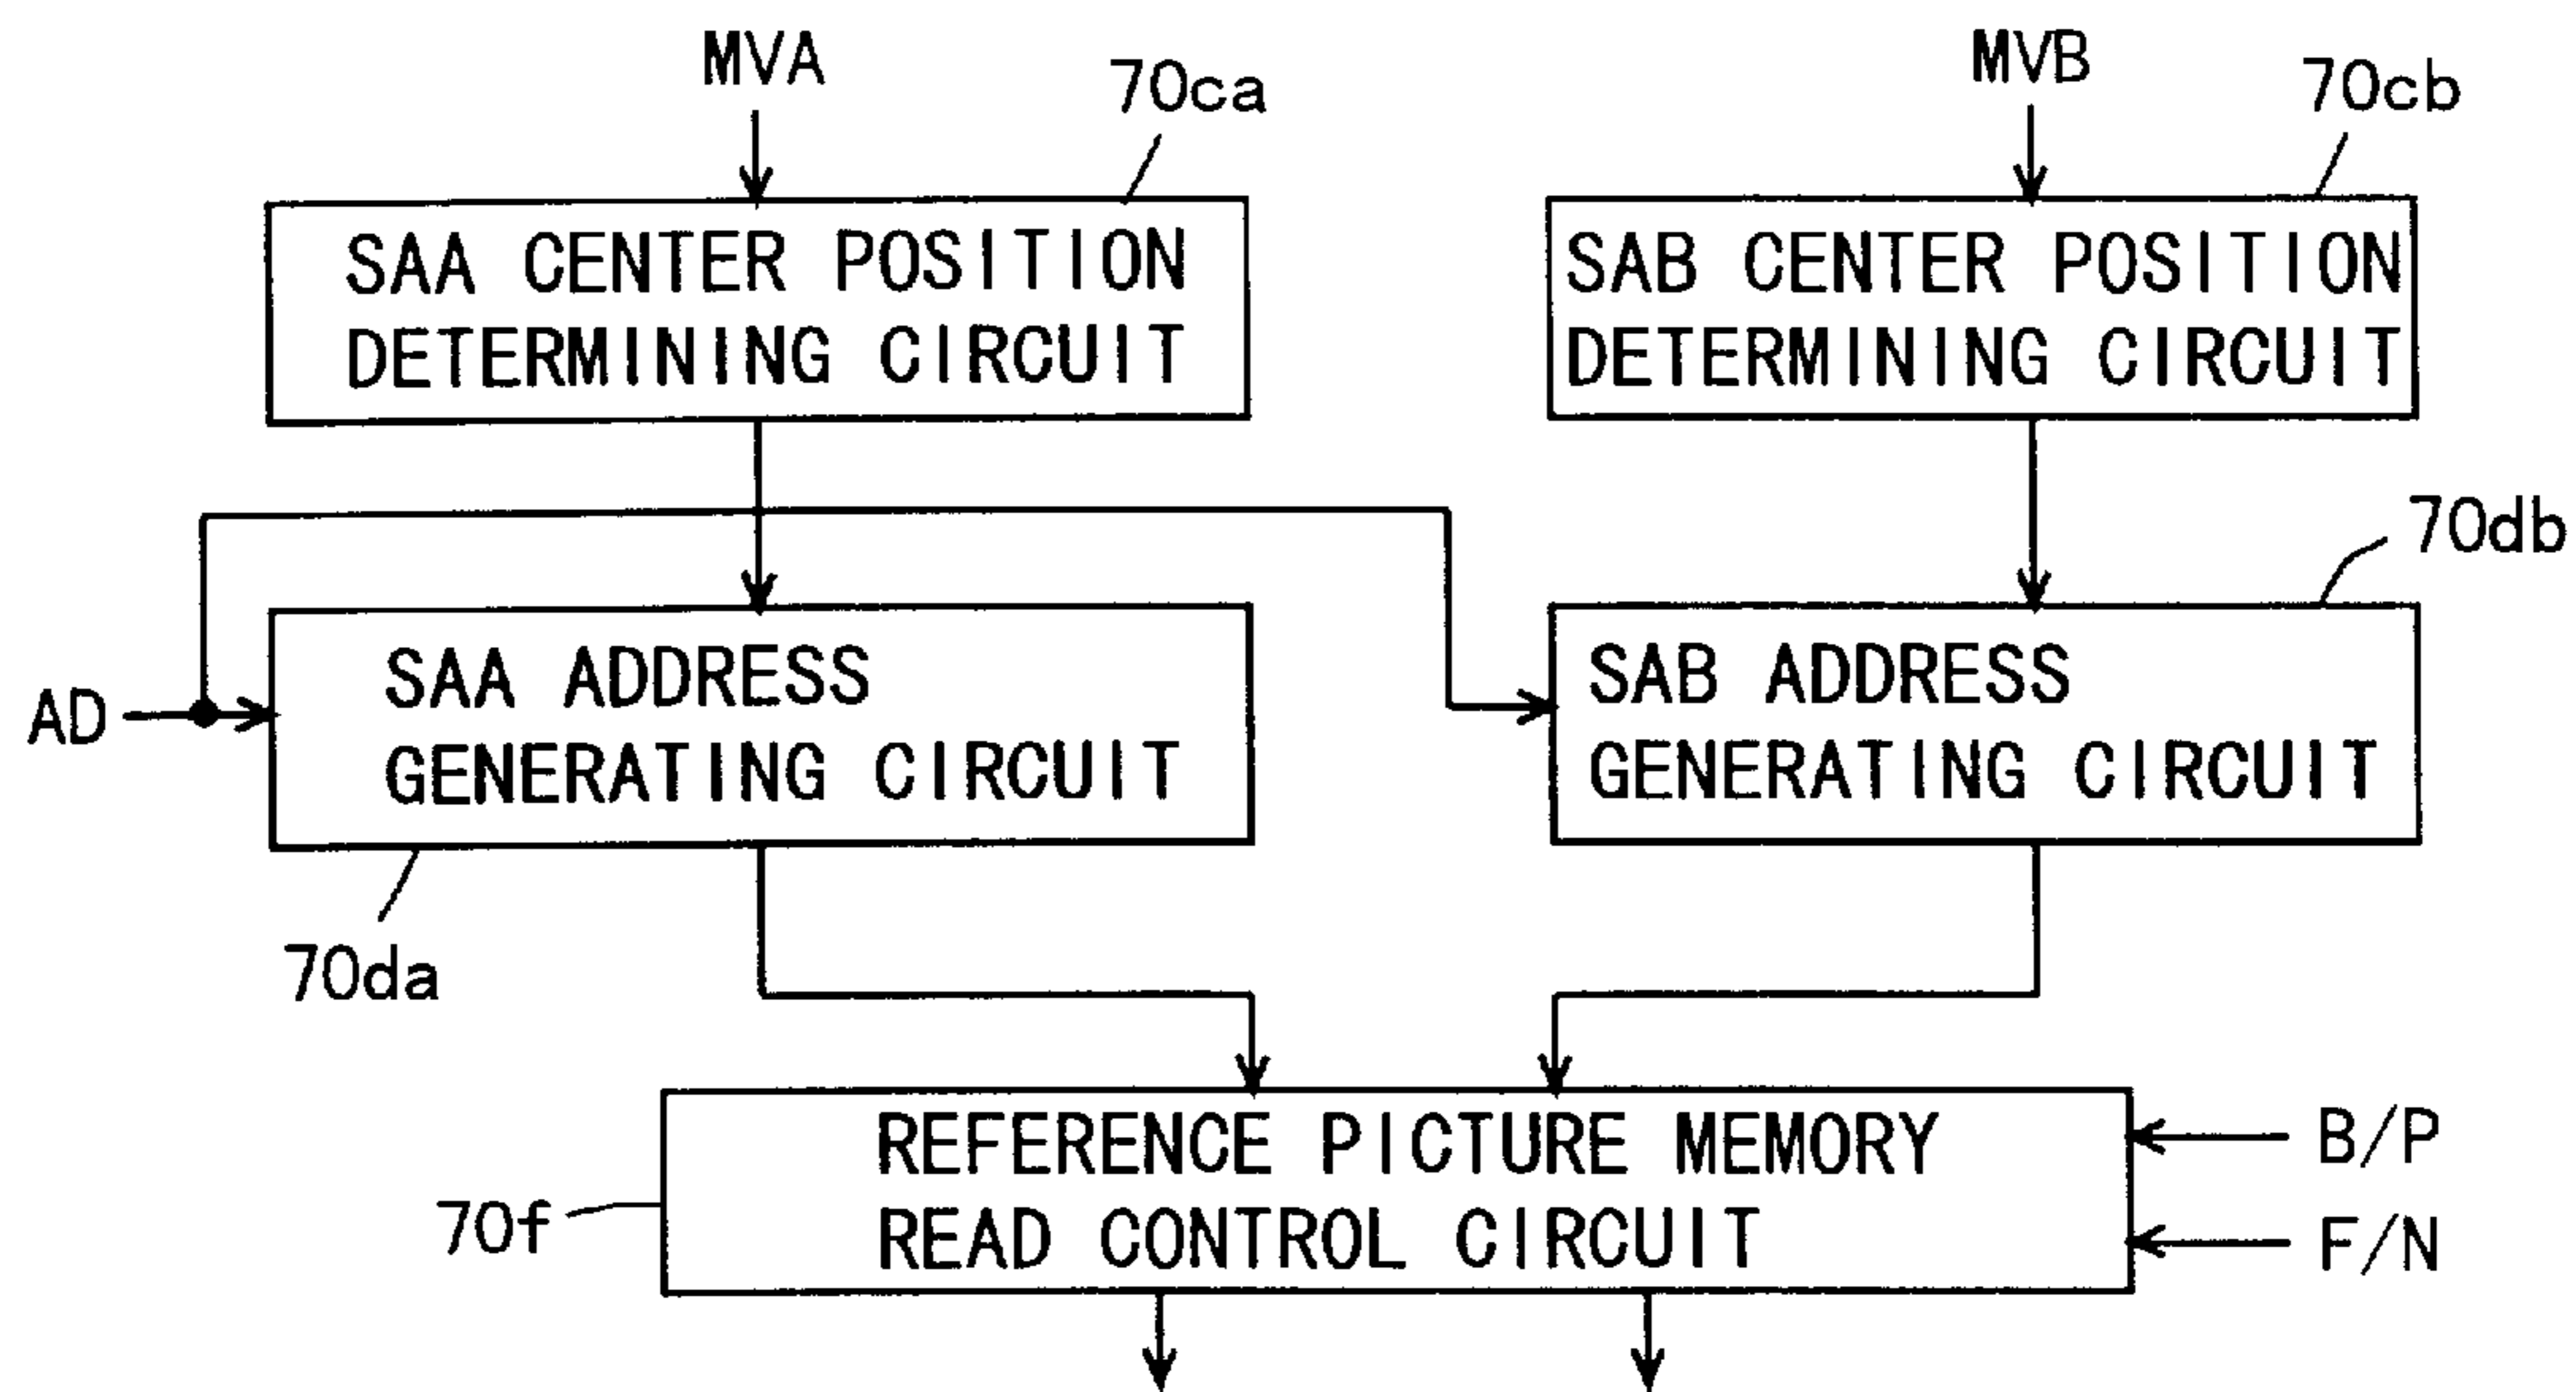 MVA
MVB
70ca
70cb
SAA CENTER POSITION
DETERMINING CIRCUIT
SAB CENTER POSITION
DETERMINING CIRCUIT
70db
AD
SAA ADDRESS
GENERATING CIRCUIT
SAB ADDRESS
GENERATING CIRCUIT
70da
REFERENCE PICTURE MEMORY
READ CONTROL CIRCUIT
B/P
F/N
70f